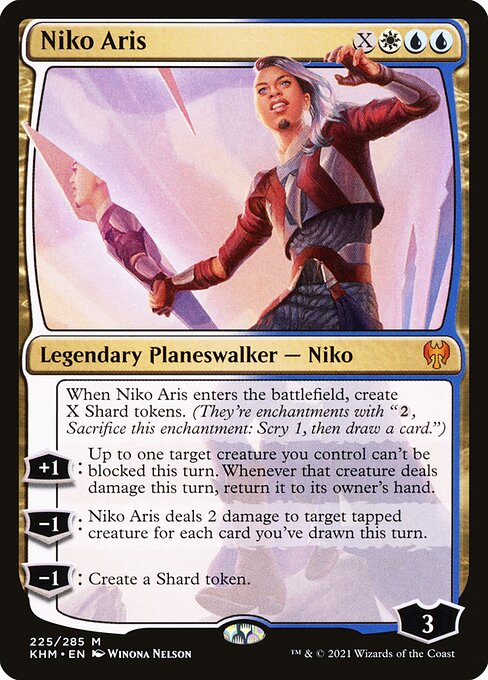 Niko Aris X
Legendary Planeswalker — Niko
When Niko Aris enters the battlefield, create
X Shard tokens. (They're enchantments with “2,
Sacrifice this enchantment: Scry 1, then draw a card.”)
+1: Up to one target creature you control can't be
blocked this turn. Whenever that creature deals
damage this turn, return it to its owner's hand.
−1: Niko Aris deals 2 damage to target tapped
creature for each card you've drawn this turn.
−1: Create a Shard token.
3
225/285 M
KHM • EN Winona Nelson
™ & © 2021 Wizards of the Coast